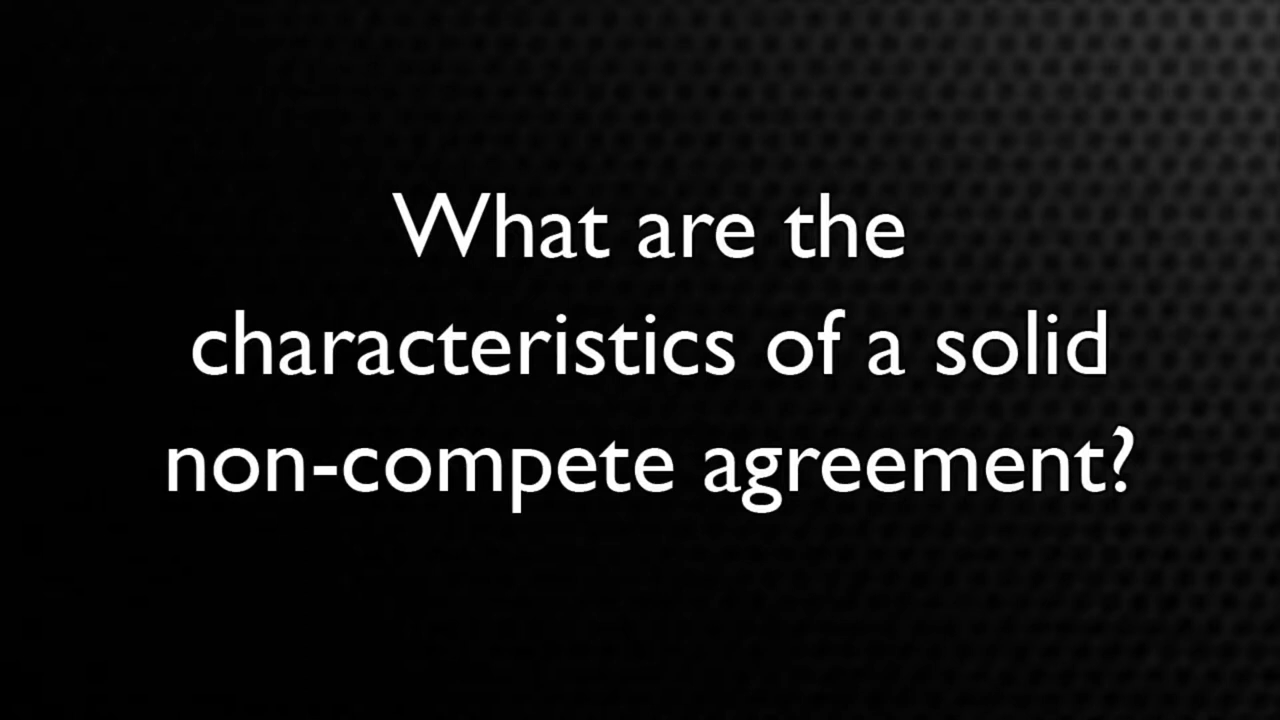 What are the
characteristics of a solid
non-compete agreement?